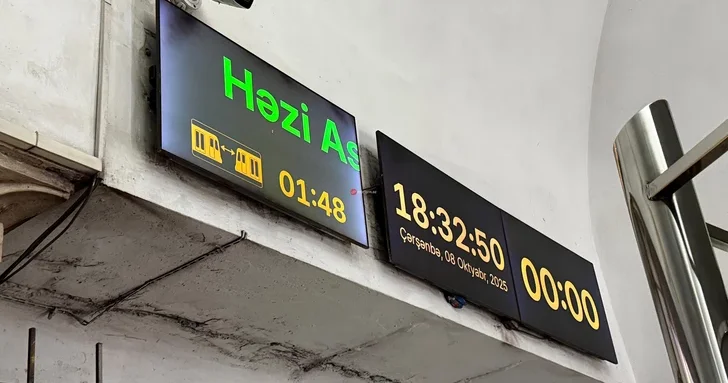 Həzi As
01:48
18:32:50
Çərşənbə, 08 Oktyabr, 2025
00:00